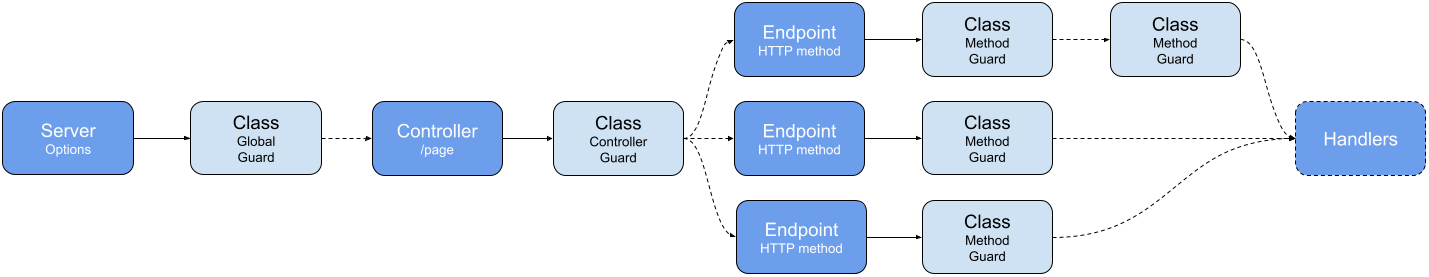 Server
Options
Class
Global
Guard
Controller
/page
Class
Controller
Guard
Endpoint
HTTP method
Class
Method
Guard
Class
Method
Guard
Endpoint
HTTP method
Class
Method
Guard
Endpoint
HTTP method
Class
Method
Guard
Handlers